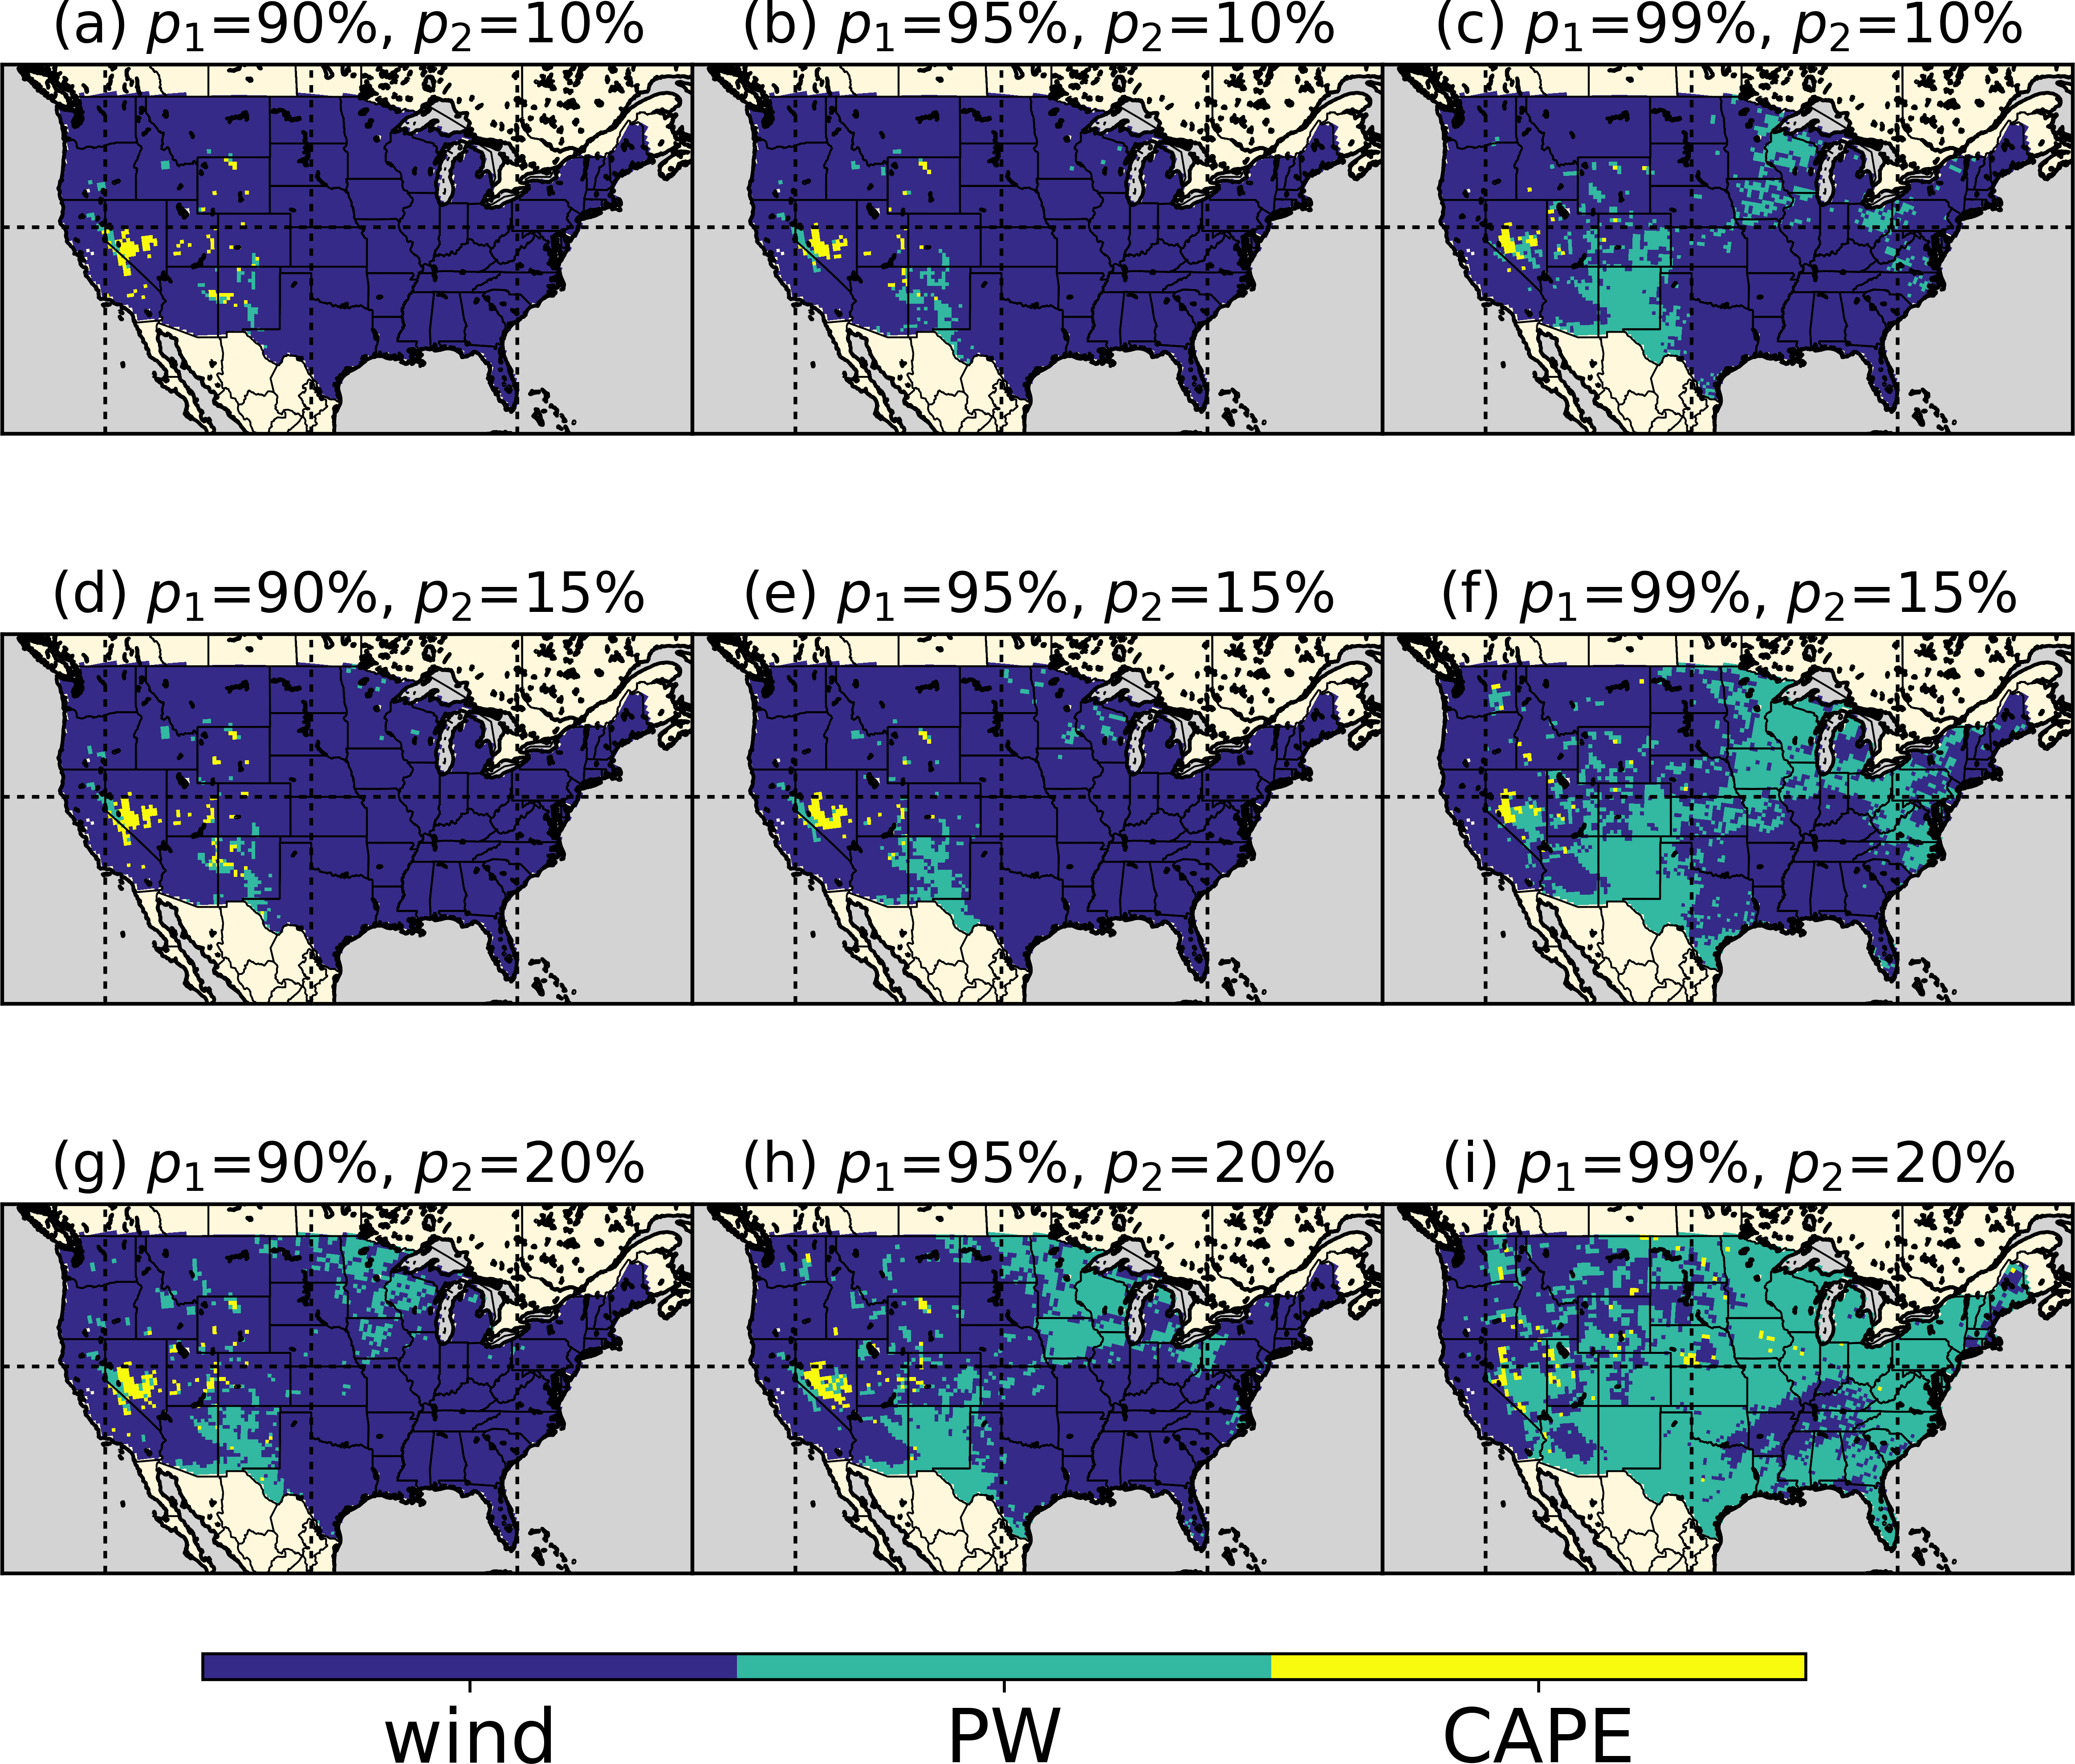 (a) p₁=90%, p₂=10%
(b) p₁=95%, p₂=10%
(c) p₁=99%, p₂=10%
(d) p₁=90%, p₂=15%
(e) p₁=95%, p₂=15%
(f) p₁=99%, p₂=15%
(g) p₁=90%, p₂=20%
(h) p₁=95%, p₂=20%
(i) p₁=99%, p₂=20%
wind
PW
CAPE